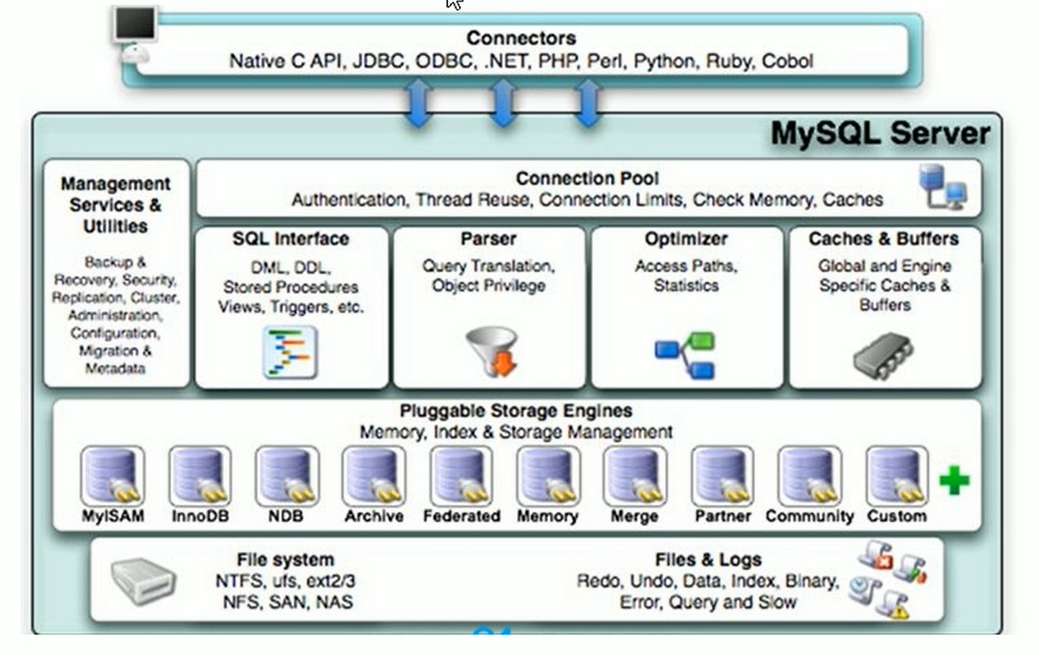 Connectors
Native C API, JDBC, ODBC, .NET, PHP, Perl, Python, Ruby, Cobol
MySQL Server
Management
Services &
Utilities
Backup &
Recovery, Security,
Replication, Cluster,
Administration,
Configuration,
Migration &
Metadata
Connection Pool
Authentication, Thread Reuse, Connection Limits, Check Memory, Caches
SQL Interface
DML, DDL,
Stored Procedures
Views, Triggers, etc.
Parser
Query Translation,
Object Privilege
Optimizer
Access Paths,
Statistics
Caches & Buffers
Global and Engine
Specific Caches &
Buffers
Pluggable Storage Engines
Memory, Index & Storage Management
MyISAM
InnoDB
NDB
Archive
Federated
Memory
Merge
Partner
Community
Custom
File system
NTFS, ufs, ext2/3
NFS, SAN, NAS
Files & Logs
Redo, Undo, Data, Index, Binary,
Error, Query and Slow